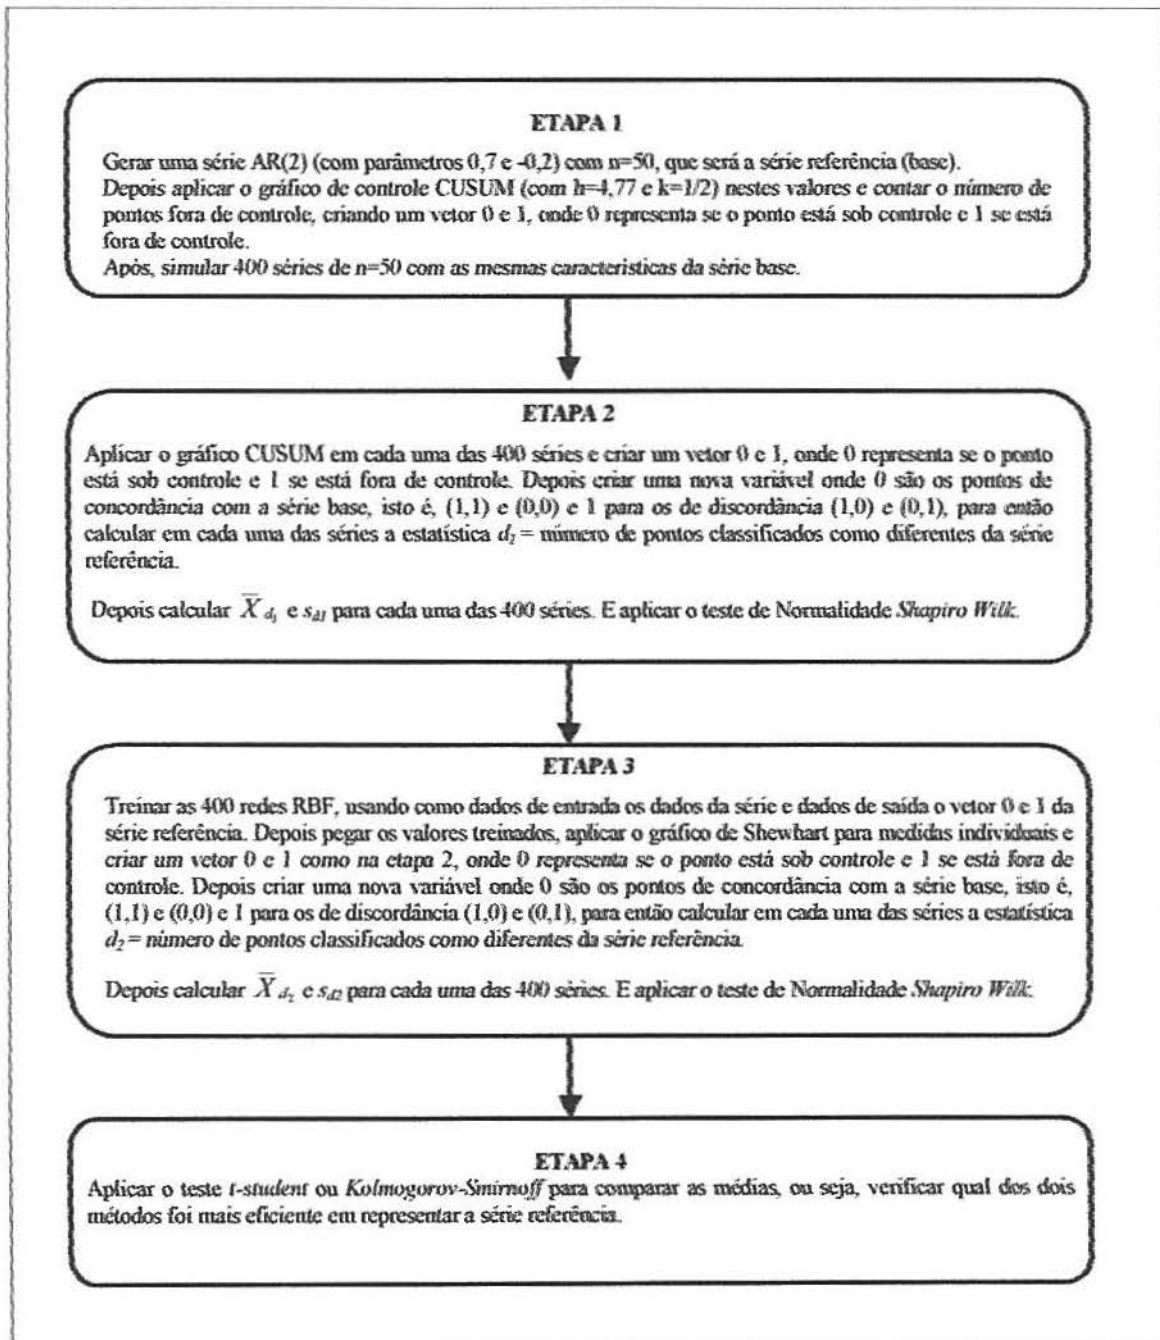 ETAPA 1
Gerar uma série AR(2) (com parâmetros 0,7 e -0,2) com n=50, que será a série referência (base).
Depois aplicar o gráfico de controle CUSUM (com h=4,77 e k=1/2) nestes valores e contar o número de
pontos fora de controle, criando um vetor 0 e 1, onde 0 representa se o ponto está sob controle e 1 se está
fora de controle.
Após, simular 400 séries de n=50 com as mesmas caracteristicas da série base.
ETAPA 2
Aplicar o gráfico CUSUM em cada uma das 400 séries e criar um vetor 0 e 1, onde 0 representa se o ponto
está sob controle e 1 se está fora de controle. Depois criar uma nova variável onde 0 são os pontos de
concordância com a série base, isto é, (1,1) e (0,0) e 1 para os de discordância (1,0) e (0,1), para então
calcular em cada uma das séries a estatística d₁ = número de pontos classificados como diferentes da série
referência.
Depois calcular X̅ d₁ e s d1 para cada uma das 400 séries. E aplicar o teste de Normalidade Shapiro Wilk.
ETAPA 3
Treinar as 400 redes RBF, usando como dados de entrada os dados da série e dados de saída o vetor 0 e 1 da
série referência. Depois pegar os valores treinados, aplicar o gráfico de Shewhart para medidas individuais e
criar um vetor 0 e 1 como na etapa 2, onde 0 representa se o ponto está sob controle e 1 se está fora de
controle. Depois criar uma nova variável onde 0 são os pontos de concordância com a série base, isto é,
(1,1) e (0,0) e 1 para os de discordância (1,0) e (0,1), para então calcular em cada uma das séries a estatística
d₂ = número de pontos classificados como diferentes da série referência.
Depois calcular X̅ d₂ e s d2 para cada uma das 400 séries. E aplicar o teste de Normalidade Shapiro Wilk.
ETAPA 4
Aplicar o teste t-student ou Kolmogorov-Smirnoff para comparar as médias, ou seja, verificar qual dos dois
métodos foi mais eficiente em representar a série referência.